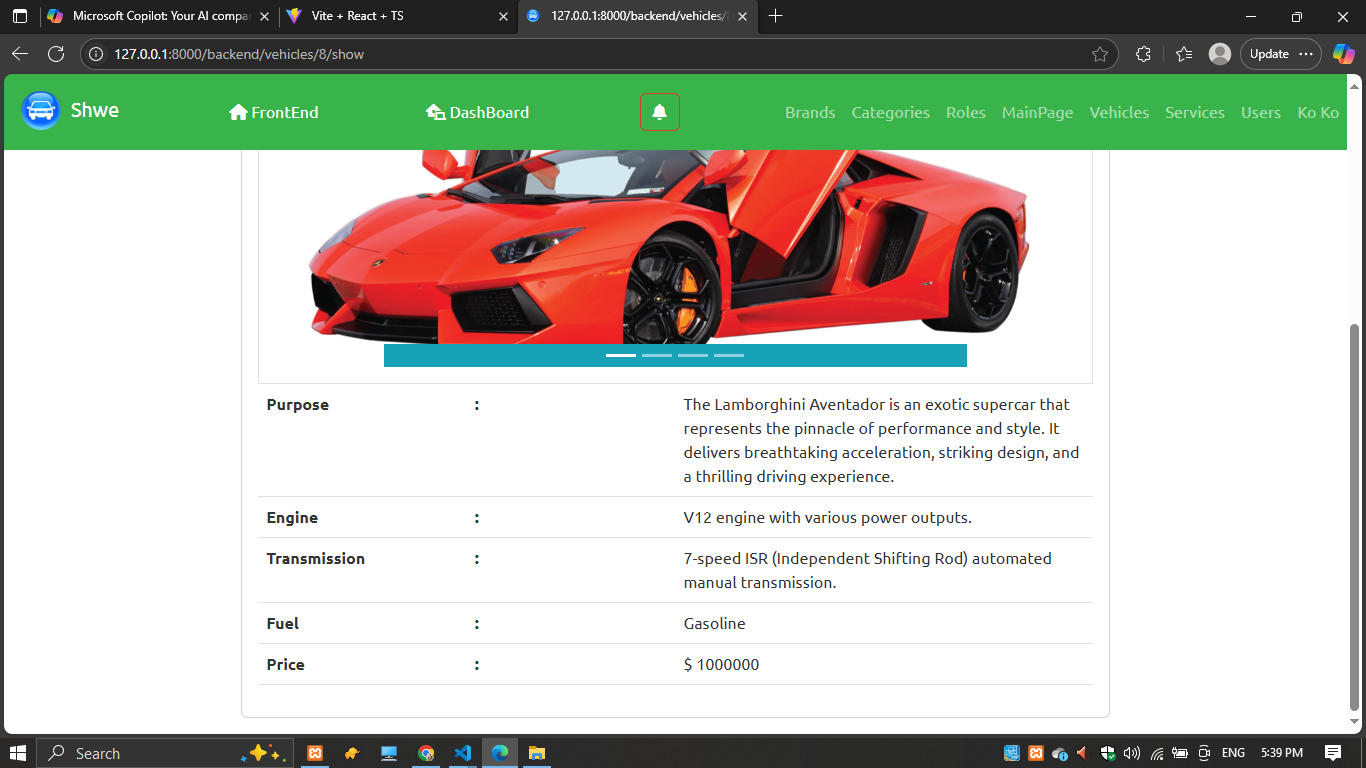 Microsoft Copilot: Your AI compa
Vite + React + TS
127.0.0.1:8000/backend/vehicles/
127.0.0.1:8000/backend/vehicles/8/show
Update
Shwe
FrontEnd
DashBoard
Brands Categories Roles MainPage Vehicles Services Users Ko Ko
Purpose : The Lamborghini Aventador is an exotic supercar that
represents the pinnacle of performance and style. It
delivers breathtaking acceleration, striking design, and
a thrilling driving experience.
Engine : V12 engine with various power outputs.
Transmission : 7-speed ISR (Independent Shifting Rod) automated
manual transmission.
Fuel : Gasoline
Price : $ 1000000
Search
ENG
5:39 PM